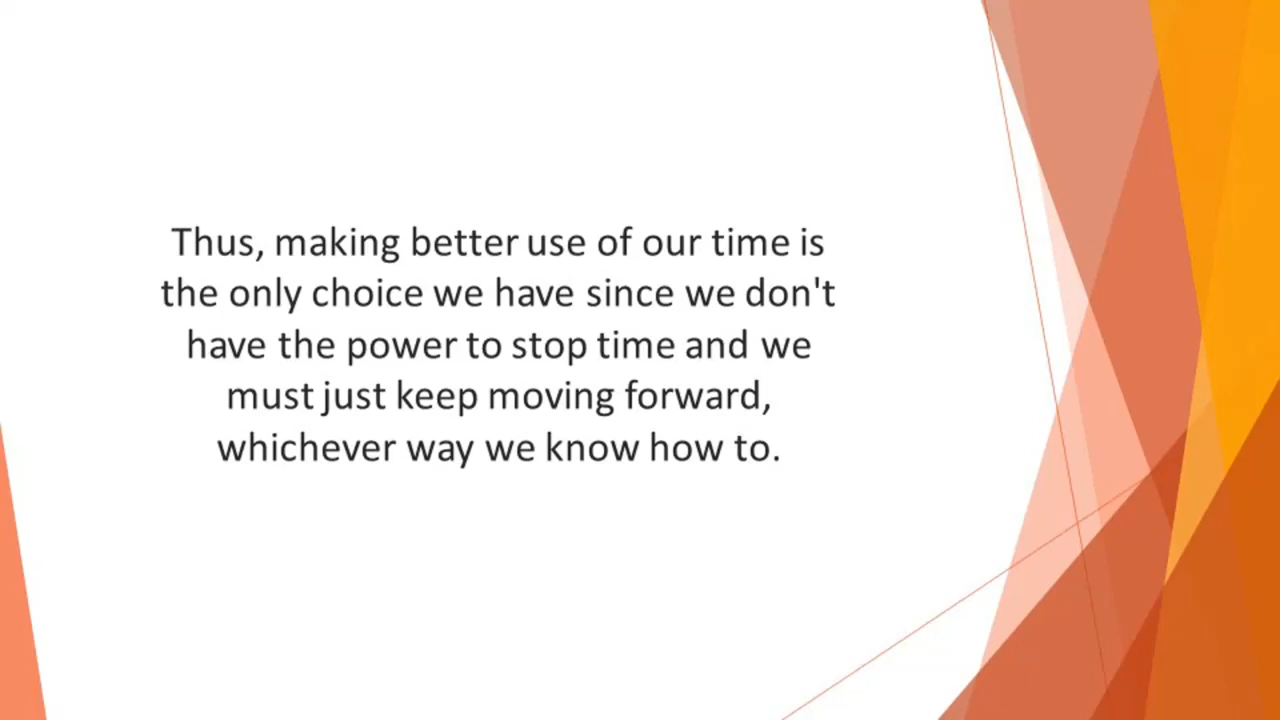 Thus, making better use of our time is
the only choice we have since we don't
have the power to stop time and we
must just keep moving forward,
whichever way we know how to.